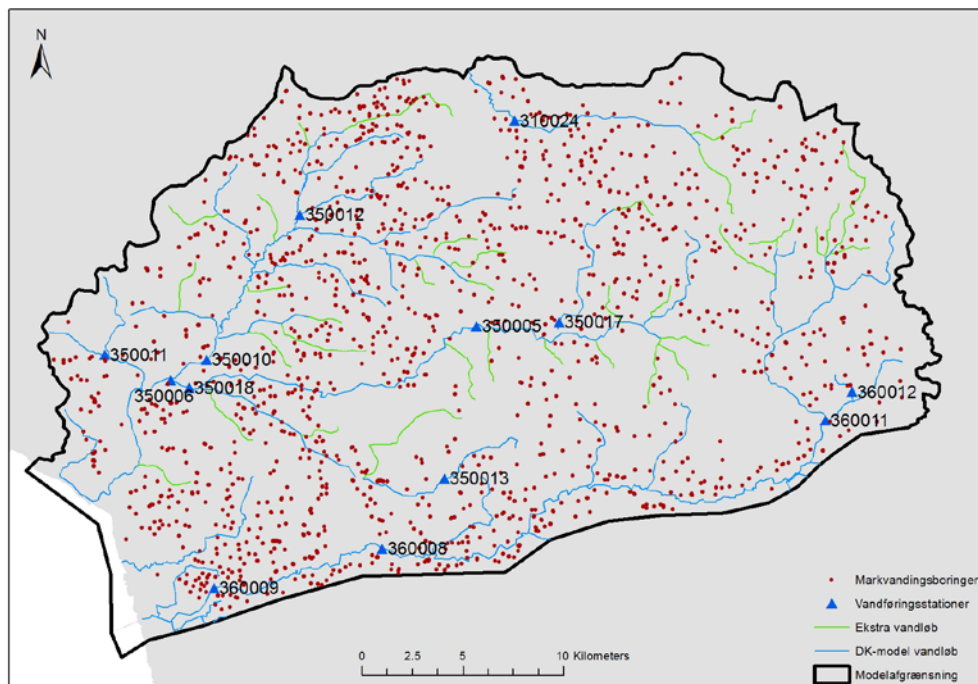 N
310024
350012
350005
350017
350011
350010
350006
350018
360012
360011
350013
360008
360009
Markvandingsboringer
Vandføringsstationer
Ekstra vandløb
DK-model vandløb
Modelafgrænsning
0 2.5 5 10 Kilometers